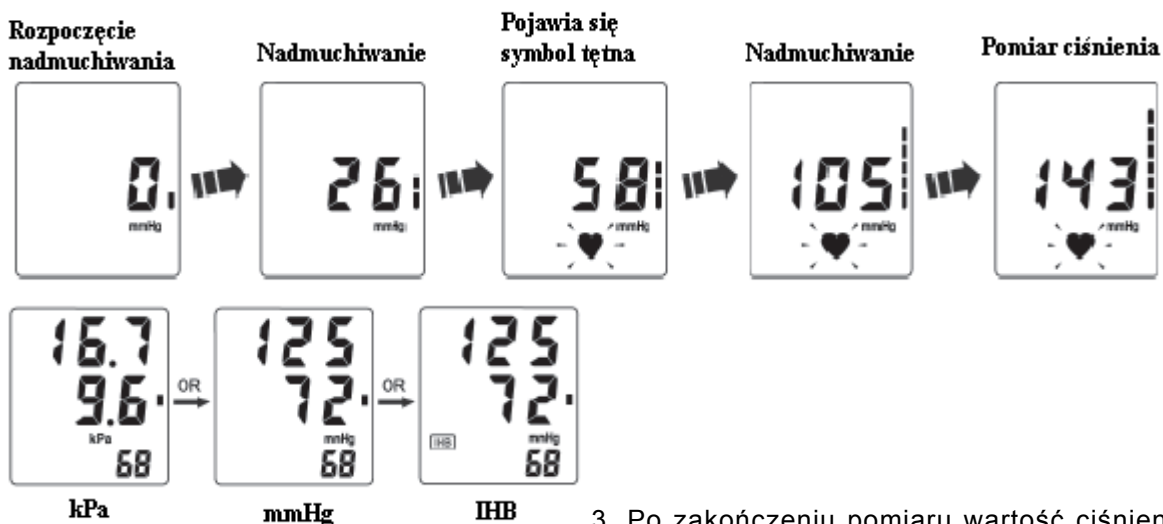 Rozpoczęcie
nadmuchiwania
Nadmuchiwanie
Pojawia się
symbol tętna
Nadmuchiwanie
Pomiar ciśnienia
0
mmHg
26
mmHg
58
mmHg
105
mmHg
143
mmHg
16.7
9.6
kPa
68
OR
125
72
mmHg
68
OR
125
72
IHB
mmHg
68
kPa
mmHg
IHB
3. Po zakończeniu pomiaru wartość